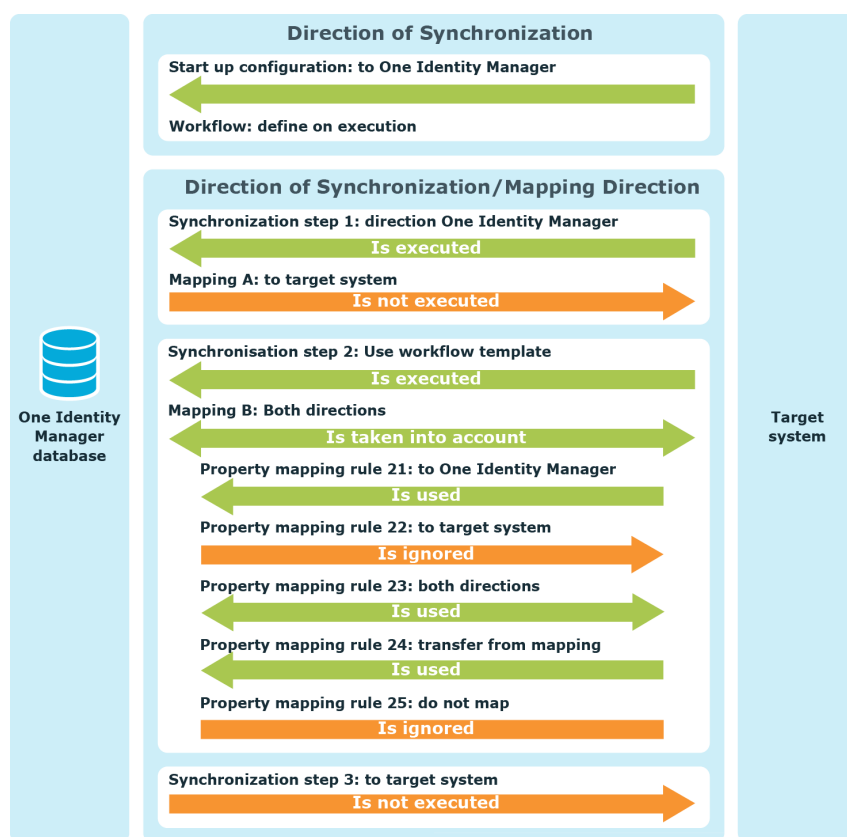 Direction of Synchronization
Start up configuration: to One Identity Manager
Workflow: define on execution
Direction of Synchronization/Mapping Direction
Synchronization step 1: direction One Identity Manager
Is executed
Mapping A: to target system
Is not executed
Synchronisation step 2: Use workflow template
Is executed
Mapping B: Both directions
Is taken into account
Property mapping rule 21: to One Identity Manager
Is used
Property mapping rule 22: to target system
Is ignored
Property mapping rule 23: both directions
Is used
Property mapping rule 24: transfer from mapping
Is used
Property mapping rule 25: do not map
Is ignored
Synchronization step 3: to target system
Is not executed
One Identity
Manager
database
Target
system